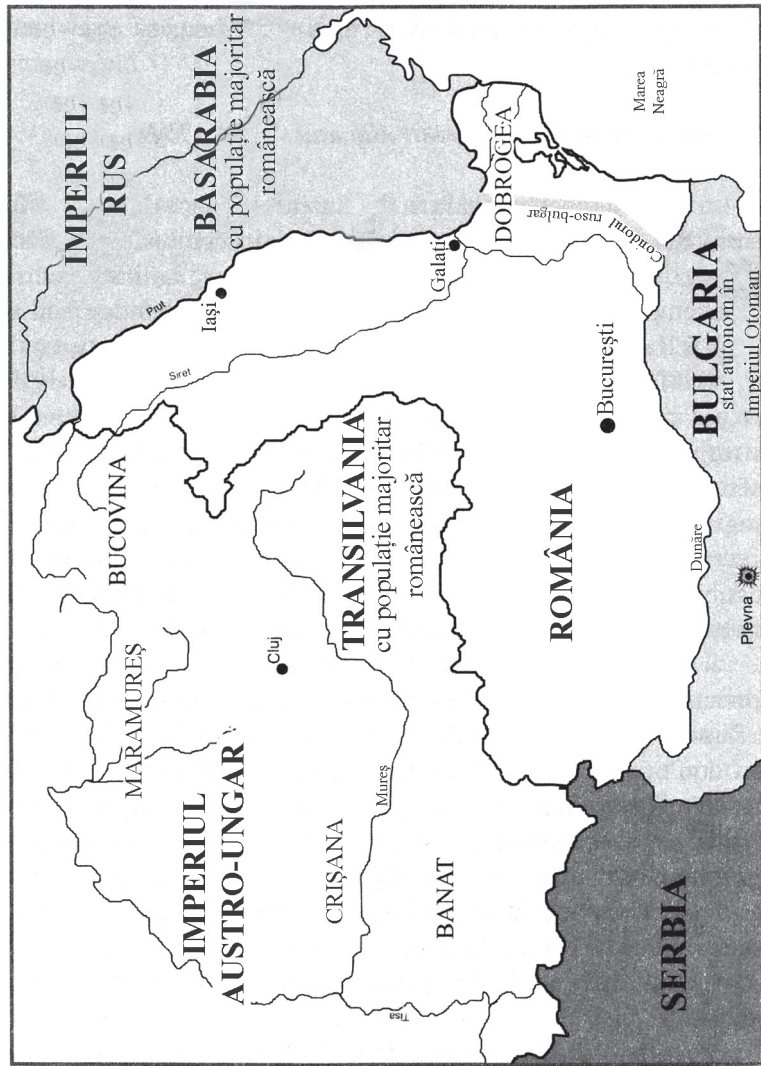 IMPERIUL
RUS
BASARABIA
cu populație majoritar
românească
Prut
Iași
Siret
Galați
DOBROGEA
Condorul
ruso-bulgar
Marea
Neagră
BUCOVINA
MARAMUREȘ
Cluj
TRANSILVANIA
cu populație majoritar
românească
București
ROMÂNIA
Dunăre
BULGARIA
stat autonom in
Imperiul Otoman
Plevna
IMPERIUL
AUSTRO-UNGAR
CRIȘANA
Mureș
BANAT
Tisa
SERBIA